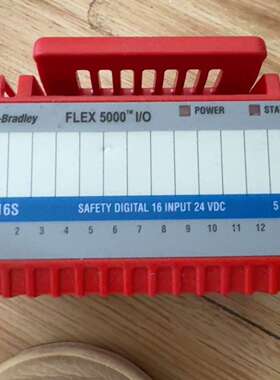 -Bradley FLEX 5000™ I/O POWER STA
16S SAFETY DIGITAL 16 INPUT 24 VDC 5
2 3 4 5 6 7 8 9 10 11 12